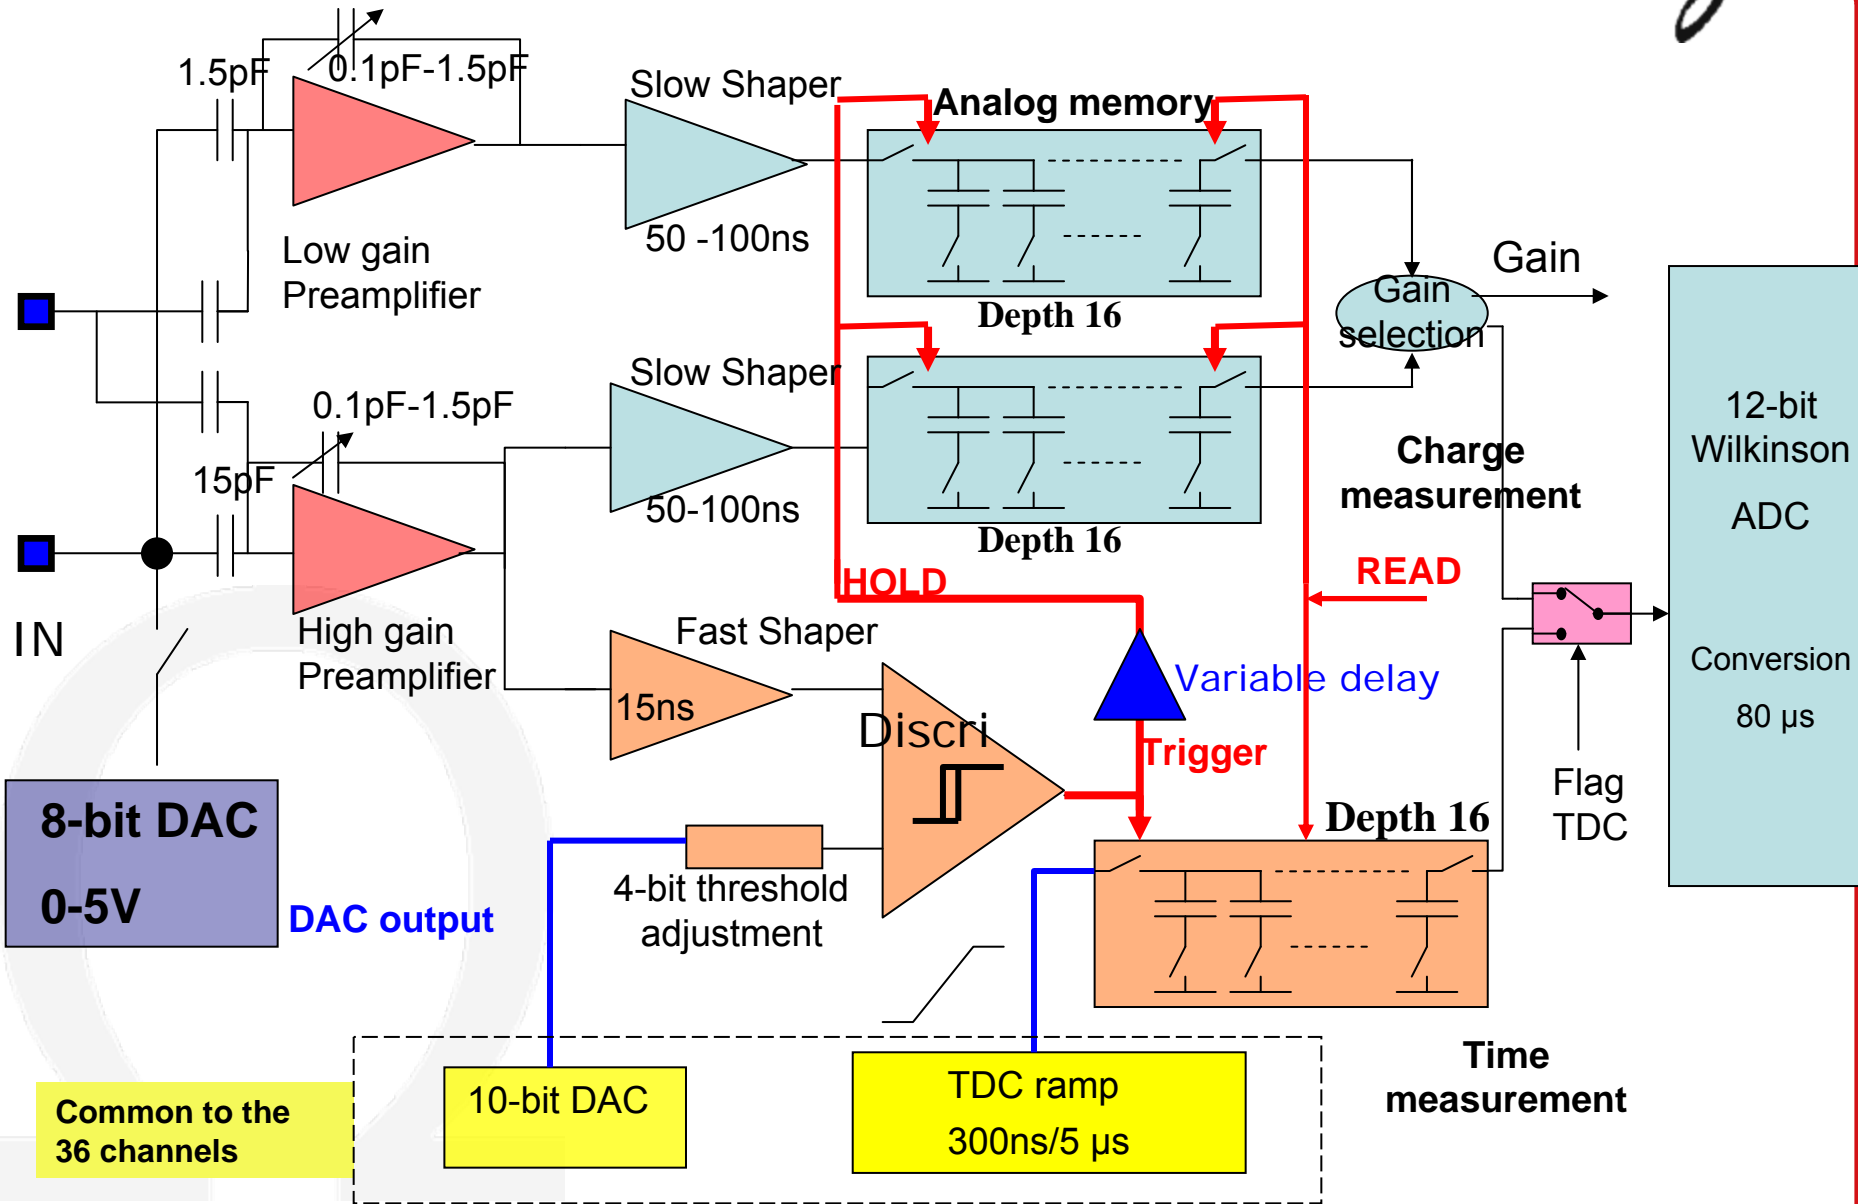 1.5pF
0.1pF-1.5pF
Slow Shaper
Analog memory
50 -100ns
Low gain
Preamplifier
Depth 16
Gain
selection
Gain
Slow Shaper
0.1pF-1.5pF
15pF
50-100ns
Depth 16
Charge
measurement
12-bit
Wilkinson
ADC
Conversion
80 µs
HOLD
READ
IN
High gain
Preamplifier
Fast Shaper
15ns
Discri
Variable delay
Trigger
Flag
TDC
8-bit DAC
0-5V
DAC output
4-bit threshold
adjustment
Depth 16
Time
measurement
Common to the
36 channels
10-bit DAC
TDC ramp
300ns/5 µs